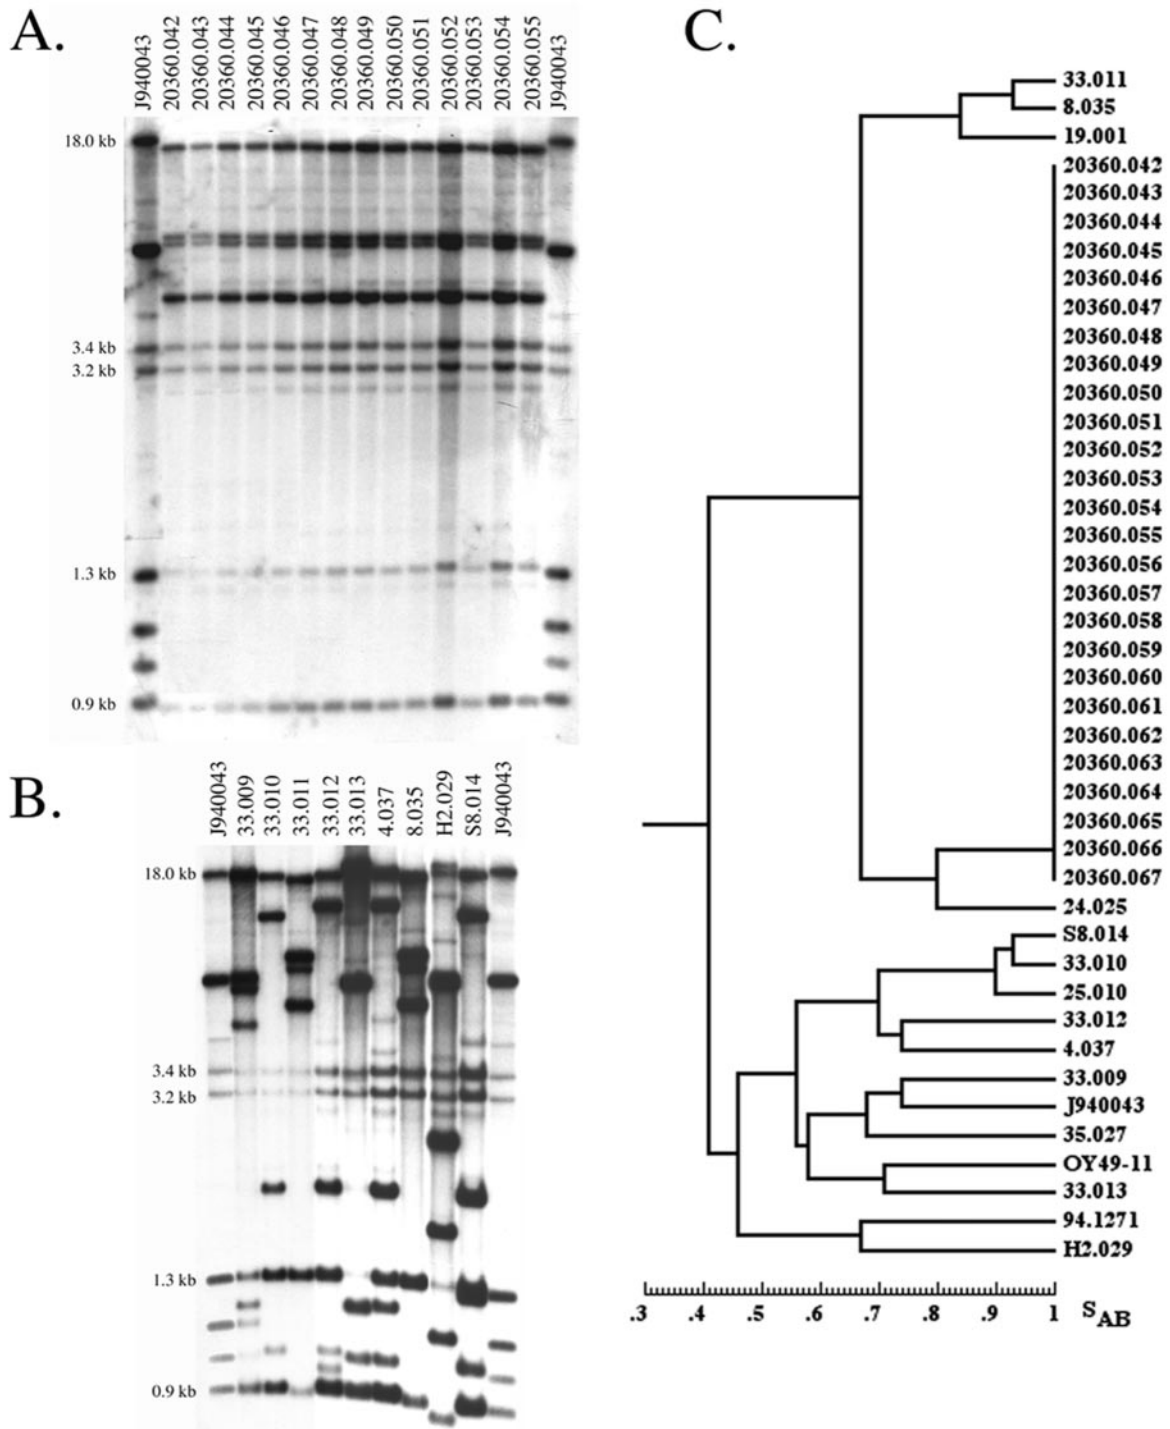 A.
J940043
20360.042
20360.043
20360.044
20360.045
20360.046
20360.047
20360.048
20360.049
20360.050
20360.051
20360.052
20360.053
20360.054
20360.055
J940043
18.0 kb
3.4 kb
3.2 kb
1.3 kb
0.9 kb
B.
J940043
33.009
33.010
33.011
33.012
33.013
4.037
8.035
H2.029
S8.014
J940043
18.0 kb
3.4 kb
3.2 kb
1.3 kb
0.9 kb
C.
33.011
8.035
19.001
20360.042
20360.043
20360.044
20360.045
20360.046
20360.047
20360.048
20360.049
20360.050
20360.051
20360.052
20360.053
20360.054
20360.055
20360.056
20360.057
20360.058
20360.059
20360.060
20360.061
20360.062
20360.063
20360.064
20360.065
20360.066
20360.067
24.025
S8.014
33.010
25.010
33.012
4.037
33.009
J940043
35.027
OY49-11
33.013
94.1271
H2.029
.3 .4 .5 .6 .7 .8 .9 1 SAB